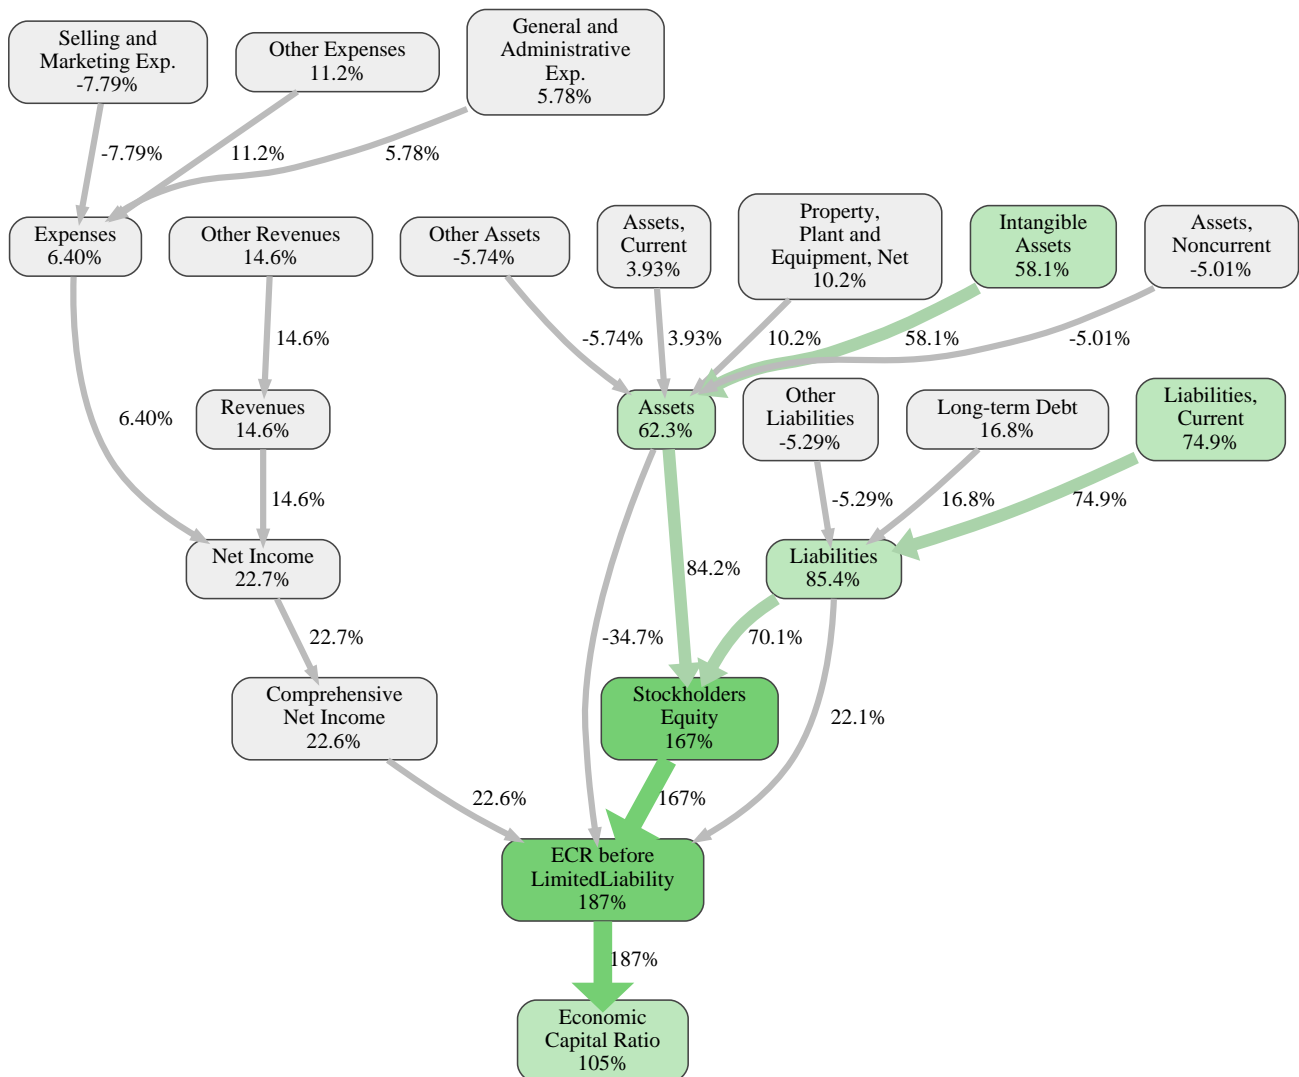 Selling and
Marketing Exp.
-7.79%
Other Expenses
11.2%
General and
Administrative
Exp.
5.78%
-7.79%
11.2%
5.78%
Expenses
6.40%
Other Revenues
14.6%
Other Assets
-5.74%
Assets,
Current
3.93%
Property,
Plant and
Equipment, Net
10.2%
Intangible
Assets
58.1%
Assets,
Noncurrent
-5.01%
14.6%
-5.74%
3.93%
10.2%
58.1%
-5.01%
6.40%
Revenues
14.6%
Assets
62.3%
Other
Liabilities
-5.29%
Long-term Debt
16.8%
Liabilities,
Current
74.9%
14.6%
-5.29%
16.8%
74.9%
Net Income
22.7%
84.2%
Liabilities
85.4%
22.7%
-34.7%
70.1%
Comprehensive
Net Income
22.6%
Stockholders
Equity
167%
22.1%
22.6%
167%
ECR before
LimitedLiability
187%
187%
Economic
Capital Ratio
105%